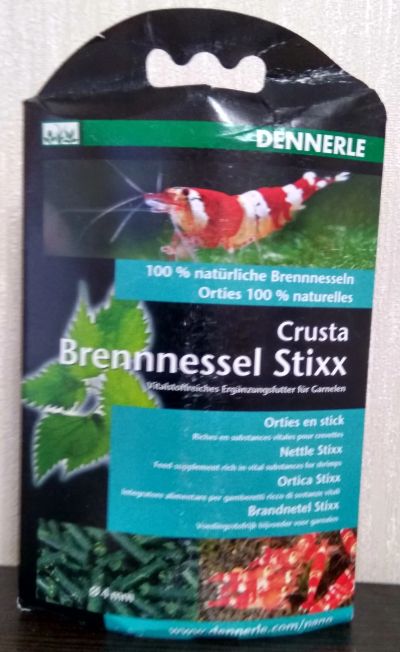 DENNERLE
100 % natürliche Brennnesseln
Orties 100 % naturelles
Crusta
Brennnessel Stixx
Vitalstoffreiches Ergänzungsfutter für Garnelen
Orties en stick
Riches en substances vitales pour crevettes
Nettle Stixx
Feed supplement rich in vital substances for shrimps
Ortica Stixx
Integratore alimentare per gamberetti ricco di sostanze vitali
Brandnetel Stixx
Voedingsstofrijk bijvoeder voor garnalen
Ø 4 mm
www.dennerle.com/nano